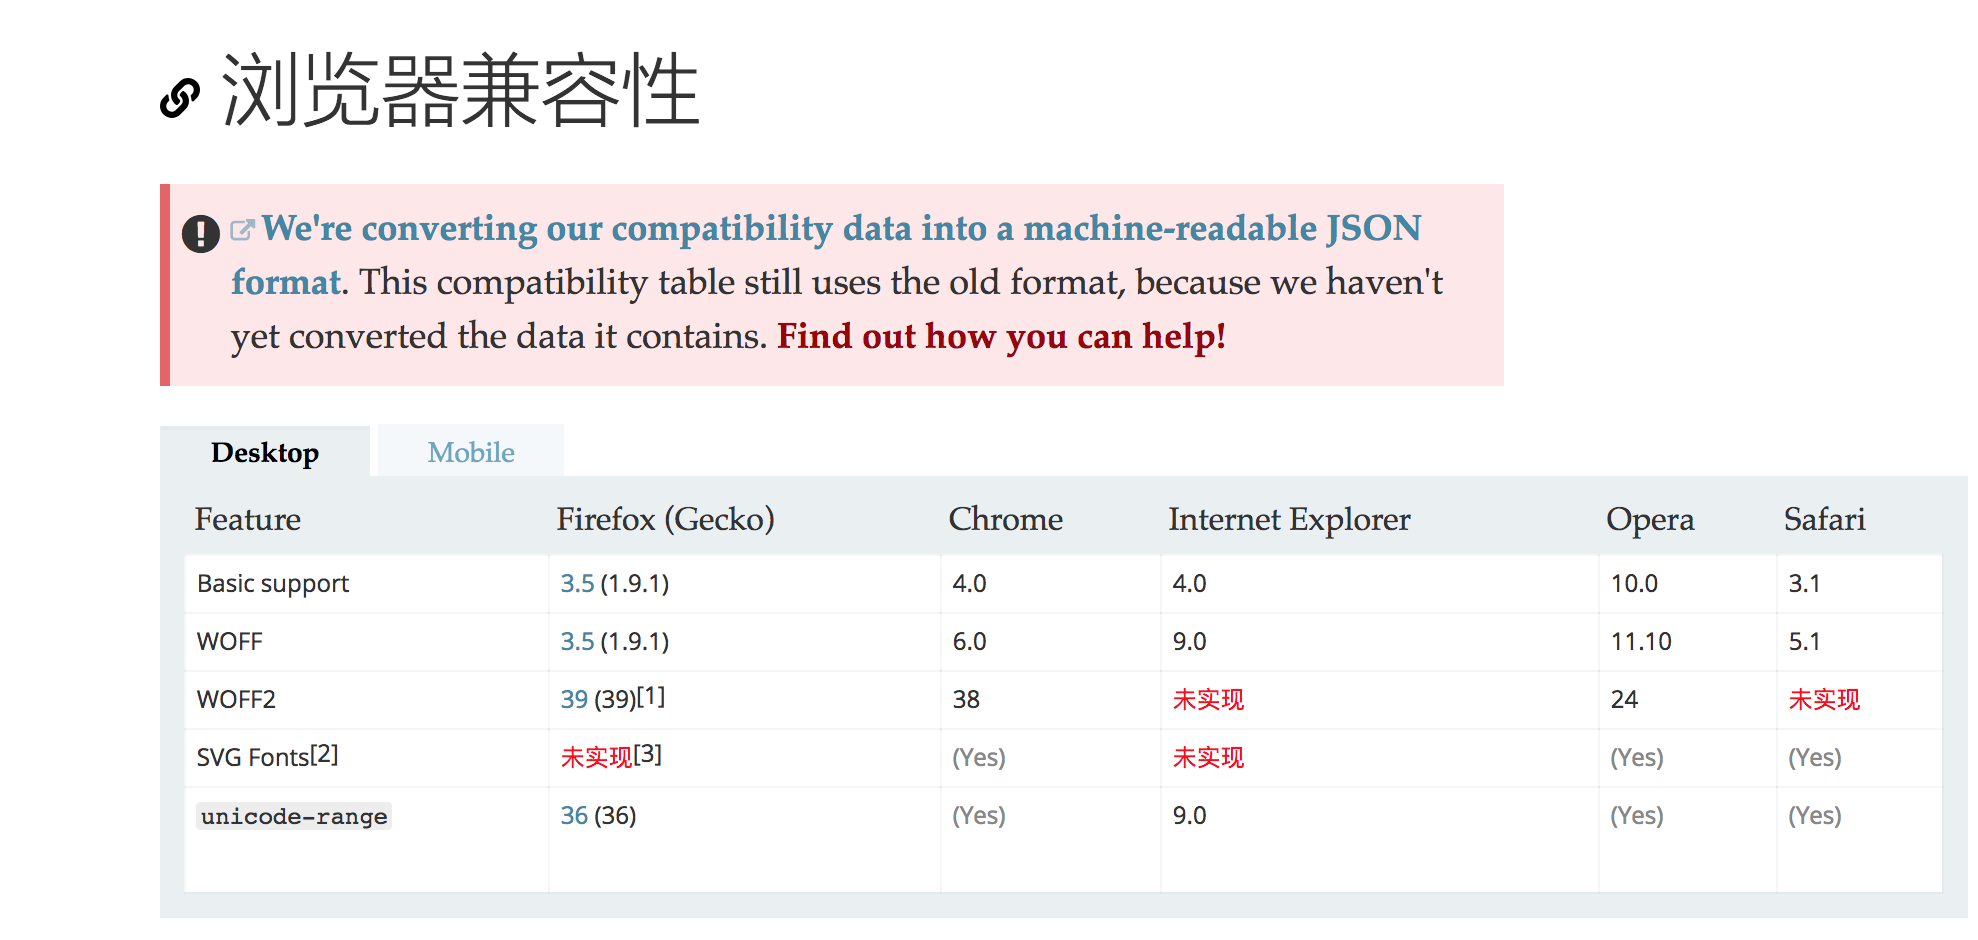 浏览器兼容性
We're converting our compatibility data into a machine-readable JSON
format. This compatibility table still uses the old format, because we haven't
yet converted the data it contains. Find out how you can help!
Desktop Mobile
Feature Firefox (Gecko) Chrome Internet Explorer Opera Safari
Basic support 3.5 (1.9.1) 4.0 4.0 10.0 3.1
WOFF 3.5 (1.9.1) 6.0 9.0 11.10 5.1
WOFF2 39 (39)[1] 38 未实现 24 未实现
SVG Fonts[2] 未实现[3] (Yes) 未实现 (Yes) (Yes)
unicode-range 36 (36) (Yes) 9.0 (Yes) (Yes)